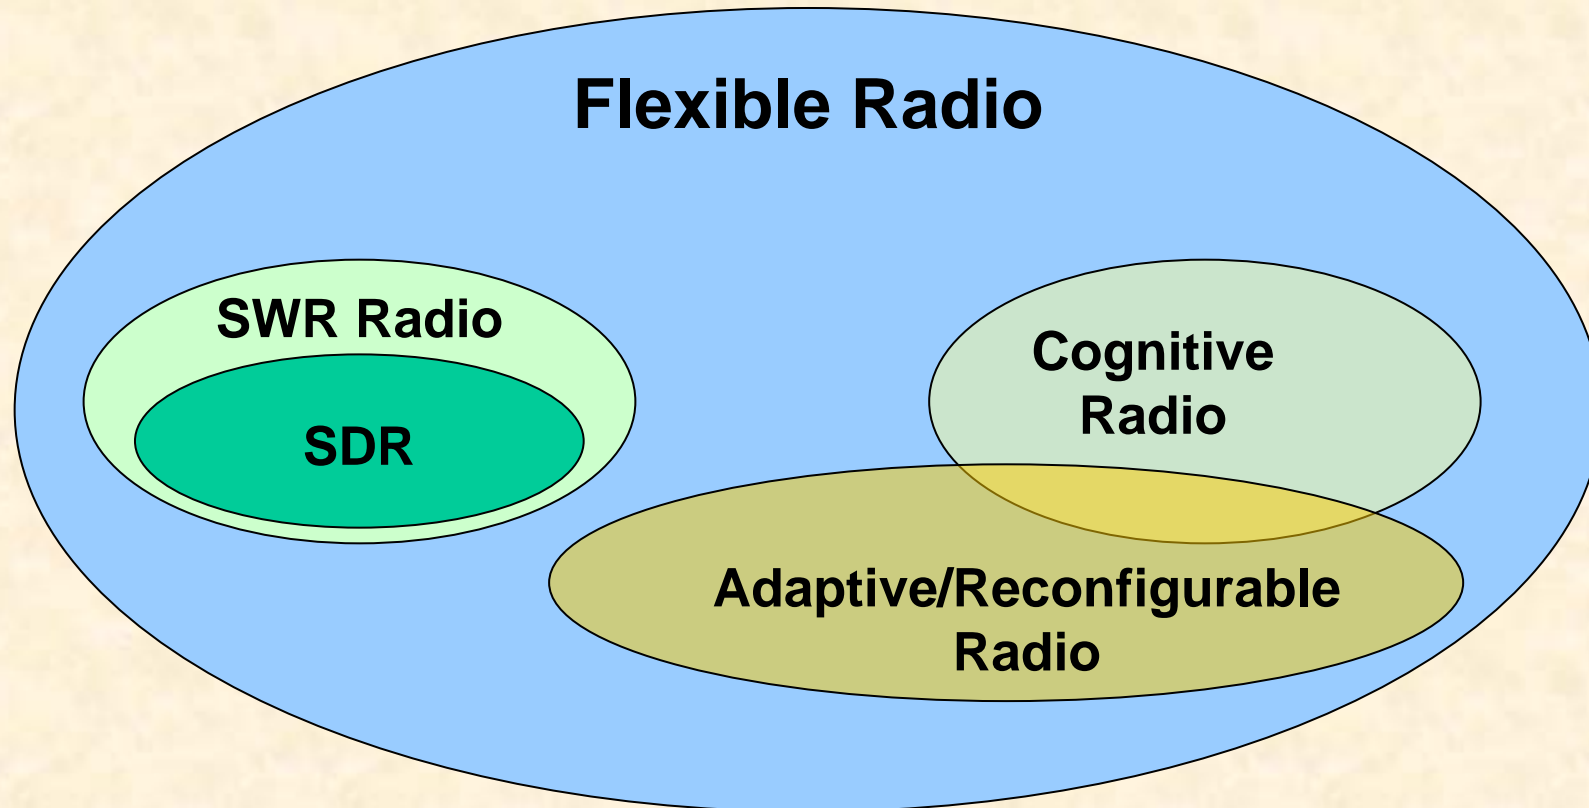 Flexible Radio
SWR Radio
SDR
Cognitive
Radio
Adaptive/Reconfigurable
Radio